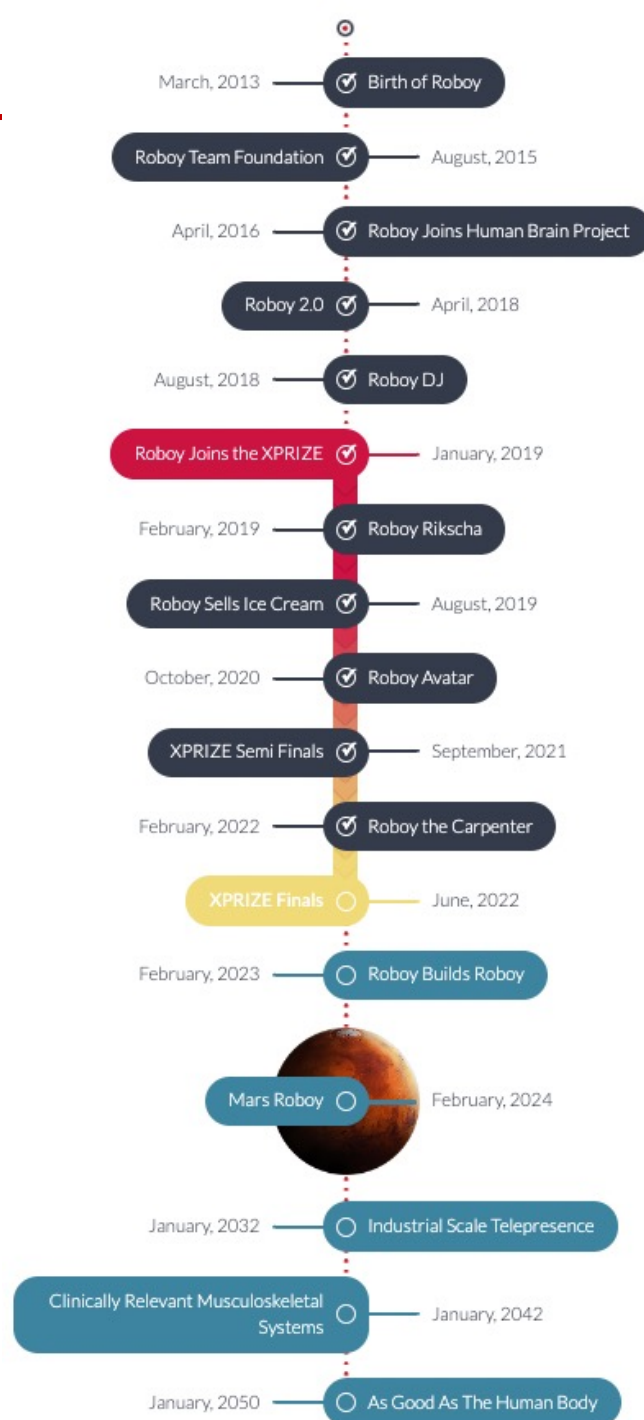 March, 2013 Birth of Roboy
Roboy Team Foundation August, 2015
April, 2016 Roboy Joins Human Brain Project
Roboy 2.0 April, 2018
August, 2018 Roboy DJ
Roboy Joins the XPRIZE January, 2019
February, 2019 Roboy Rikscha
Roboy Sells Ice Cream August, 2019
October, 2020 Roboy Avatar
XPRIZE Semi Finals September, 2021
February, 2022 Roboy the Carpenter
XPRIZE Finals June, 2022
February, 2023 Roboy Builds Roboy
Mars Roboy February, 2024
January, 2032 Industrial Scale Telepresence
Clinically Relevant Musculoskeletal
Systems
January, 2042
January, 2050 As Good As The Human Body